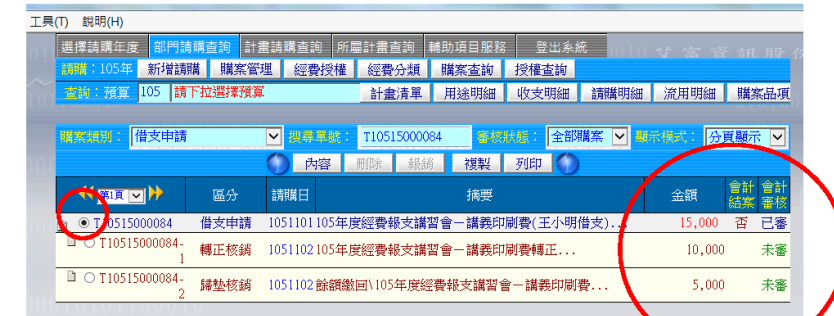 工具(T) 說明(H)
選擇請購年度 部門請購查詢 計畫請購查詢 所屬計畫查詢 輔助項目服務 登出系統
請購：105年 新增請購 購案管理 經費授權 經費分類 購案查詢 授權查詢
查詢：預算 105 請下拉選擇預算 計畫清單 用途明細 收支明細 請購明細 流用明細 購案品項
購案類別： 借支申請 搜尋單號： T10515000084 審核狀態： 全部購案 顯示模式： 分頁顯示
內容 刪除 報銷 複製 列印
第1頁 區分 請購日 摘要 金額 會計結案 會計審核
T10515000084 借支申請 1051101 105年度經費報支講習會－講義印刷費(王小明借支)... 15,000 否 已審
T10515000084-1 轉正核銷 1051102 105年度經費報支講習會－講義印刷費轉正... 10,000 未審
T10515000084-2 歸墊核銷 1051102 餘額繳回\105年度經費報支講習會－講義印刷費... 5,000 未審